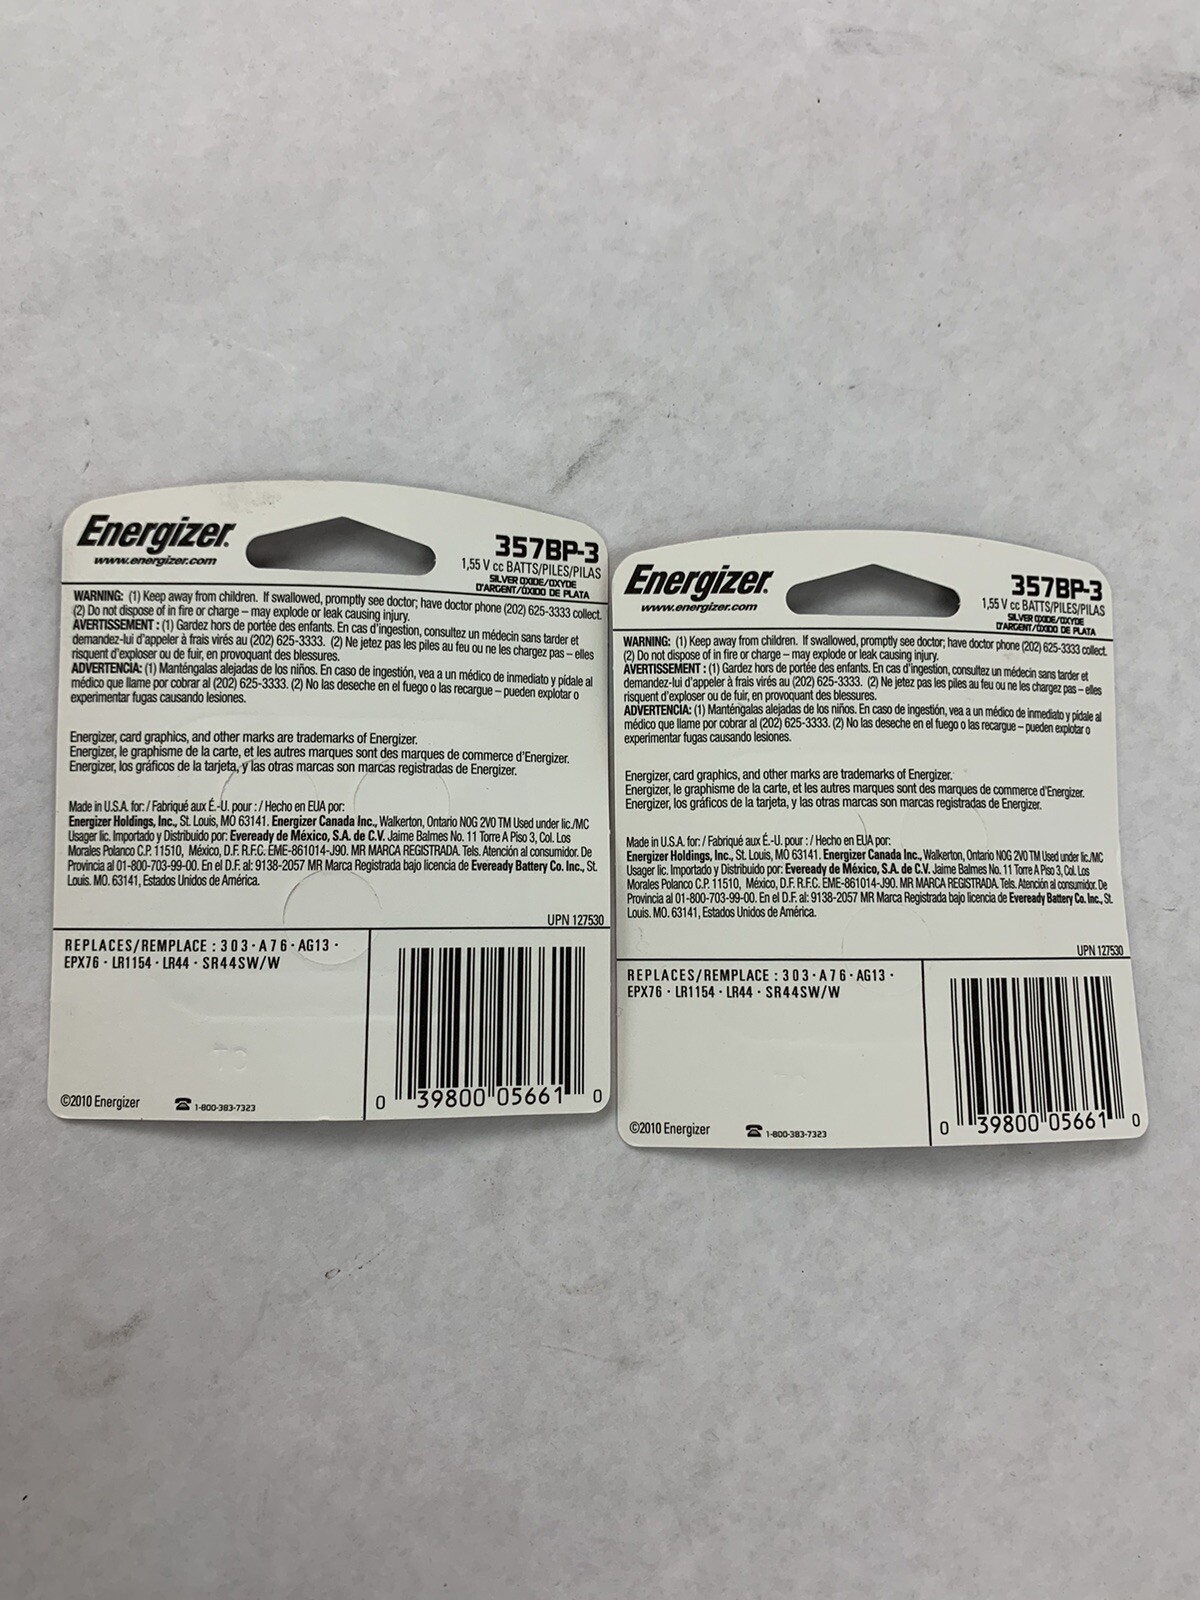 Energizer.
www.energizer.com
357BP-3
1,55 V cc BATTS/PILES/PILAS
SILVER OXIDE/OXYDE
D'ARGENT/ÓXIDO DE PLATA
WARNING: (1) Keep away from children. If swallowed, promptly see doctor; have doctor phone (202) 625-3333 collect.
(2) Do not dispose of in fire or charge – may explode or leak causing injury.
AVERTISSEMENT : (1) Gardez hors de portée des enfants. En cas d'ingestion, consultez un médecin sans tarder et
demandez-lui d'appeler à frais virés au (202) 625-3333. (2) Ne jetez pas les piles au feu ou ne les chargez pas – elles
risquent d'exploser ou de fuir, en provoquant des blessures.
ADVERTENCIA: (1) Manténgalas alejadas de los niños. En caso de ingestión, vea a un médico de inmediato y pídale al
médico que llame por cobrar al (202) 625-3333. (2) No las deseche en el fuego o las recargue – pueden explotar o
experimentar fugas causando lesiones.
Energizer, card graphics, and other marks are trademarks of Energizer.
Energizer, le graphisme de la carte, et les autres marques sont des marques de commerce d'Energizer.
Energizer, los gráficos de la tarjeta, y las otras marcas son marcas registradas de Energizer.
Made in U.S.A. for: / Fabriqué aux É.-U. pour : / Hecho en EUA por:
Energizer Holdings, Inc., St. Louis, MO 63141. Energizer Canada Inc., Walkerton, Ontario N0G 2V0 TM Used under lic./MC
Usager lic. Importado y Distribuido por: Eveready de México, S.A. de C.V. Jaime Balmes No. 11 Torre A Piso 3, Col. Los
Morales Polanco C.P. 11510, México, D.F. R.F.C. EME-861014-J90. MR MARCA REGISTRADA. Tels. Atención al consumidor. De
Provincia al 01-800-703-99-00. En el D.F. al: 9138-2057 MR Marca Registrada bajo licencia de Eveready Battery Co. Inc., St.
Louis. MO. 63141, Estados Unidos de América.
UPN 127530
REPLACES/REMPLACE : 303 · A76 · AG13 ·
EPX76 · LR1154 · LR44 · SR44SW/W
©2010 Energizer
1-800-383-7323
0 39800 05661 0
Energizer.
www.energizer.com
357BP-3
1,55 V cc BATTS/PILES/PILAS
SILVER OXIDE/OXYDE
D'ARGENT/ÓXIDO DE PLATA
WARNING: (1) Keep away from children. If swallowed, promptly see doctor; have doctor phone (202) 625-3333 collect.
(2) Do not dispose of in fire or charge – may explode or leak causing injury.
AVERTISSEMENT : (1) Gardez hors de portée des enfants. En cas d'ingestion, consultez un médecin sans tarder et
demandez-lui d'appeler à frais virés au (202) 625-3333. (2) Ne jetez pas les piles au feu ou ne les chargez pas – elles
risquent d'exploser ou de fuir, en provoquant des blessures.
ADVERTENCIA: (1) Manténgalas alejadas de los niños. En caso de ingestión, vea a un médico de inmediato y pídale al
médico que llame por cobrar al (202) 625-3333. (2) No las deseche en el fuego o las recargue – pueden explotar o
experimentar fugas causando lesiones.
Energizer, card graphics, and other marks are trademarks of Energizer.
Energizer, le graphisme de la carte, et les autres marques sont des marques de commerce d'Energizer.
Energizer, los gráficos de la tarjeta, y las otras marcas son marcas registradas de Energizer.
Made in U.S.A. for: / Fabriqué aux É.-U. pour : / Hecho en EUA por:
Energizer Holdings, Inc., St. Louis, MO 63141. Energizer Canada Inc., Walkerton, Ontario N0G 2V0 TM Used under lic./MC
Usager lic. Importado y Distribuido por: Eveready de México, S.A. de C.V. Jaime Balmes No. 11 Torre A Piso 3, Col. Los
Morales Polanco C.P. 11510, México, D.F. R.F.C. EME-861014-J90. MR MARCA REGISTRADA. Tels. Atención al consumidor. De
Provincia al 01-800-703-99-00. En el D.F. al: 9138-2057 MR Marca Registrada bajo licencia de Eveready Battery Co. Inc., St.
Louis. MO. 63141, Estados Unidos de América.
UPN 127530
REPLACES/REMPLACE : 303 · A76 · AG13 ·
EPX76 · LR1154 · LR44 · SR44SW/W
©2010 Energizer
1-800-383-7323
0 39800 05661 0